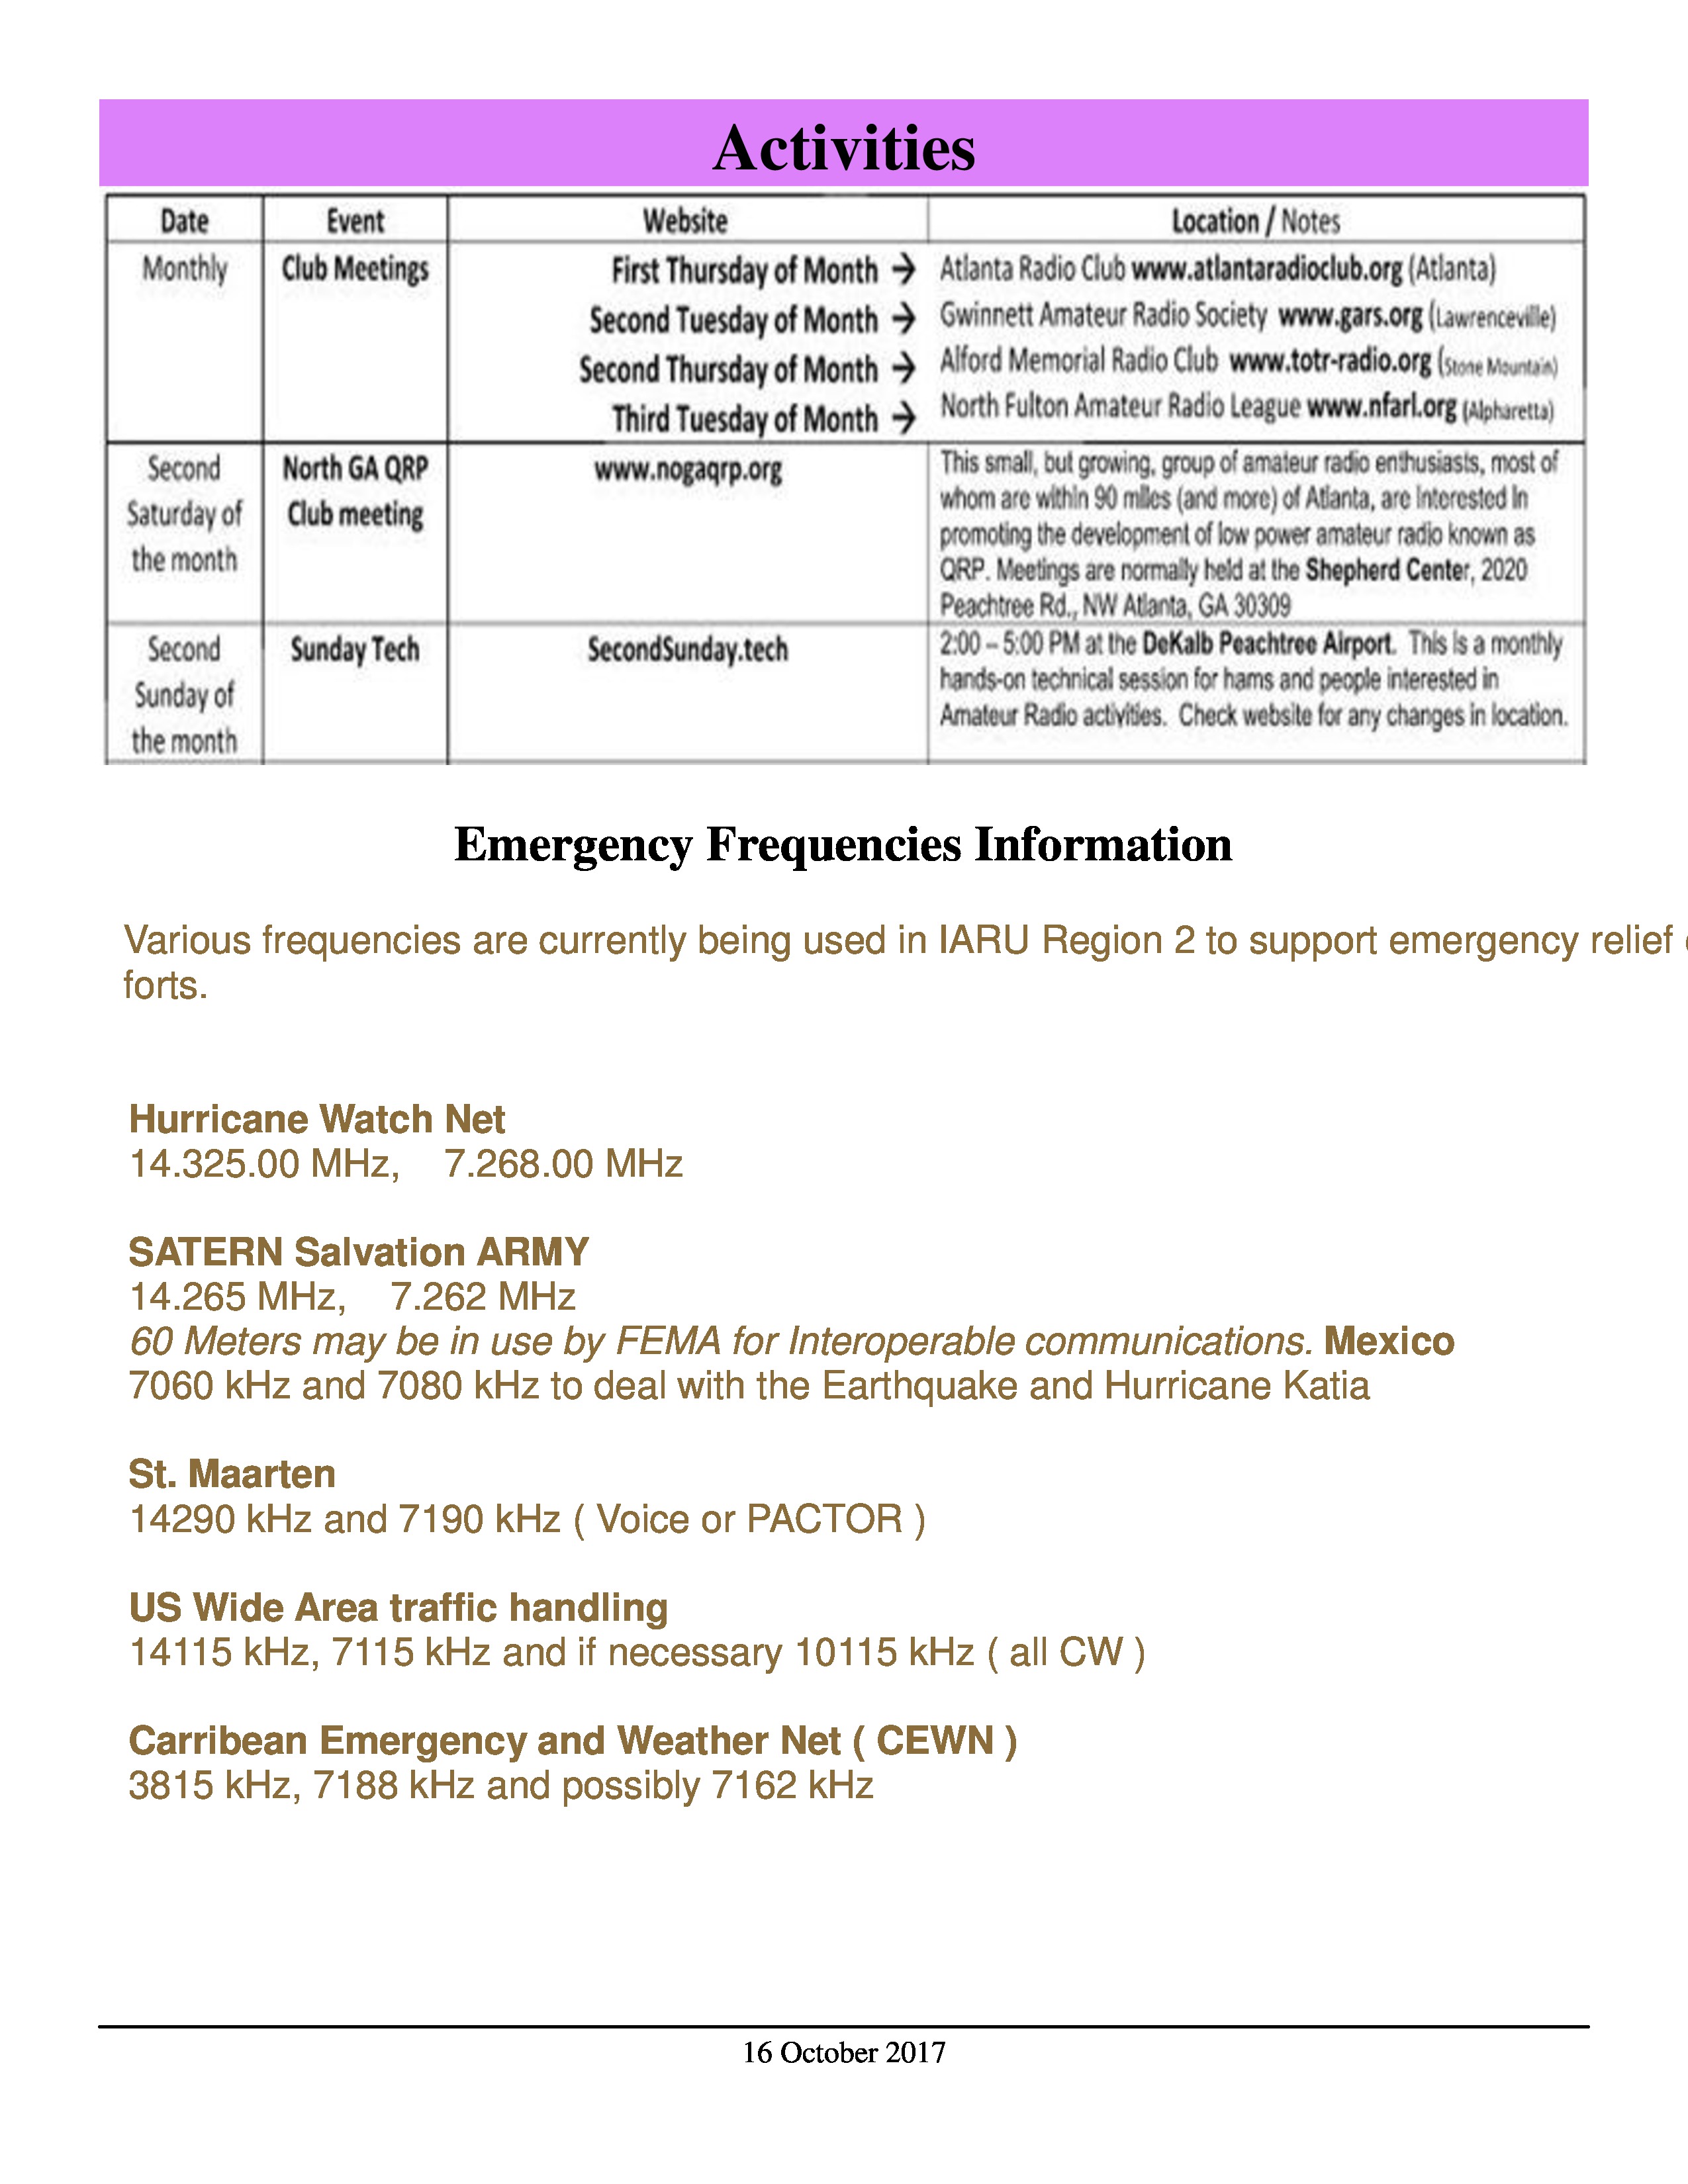 Activities
Date Event Website Location / Notes
Monthly Club Meetings First Thursday of Month → Atlanta Radio Club www.atlantaradioclub.org (Atlanta)
Second Tuesday of Month → Gwinnett Amateur Radio Society www.gars.org (Lawrenceville)
Second Thursday of Month → Alford Memorial Radio Club www.totr-radio.org (Stone Mountain)
Third Tuesday of Month → North Fulton Amateur Radio League www.nfarl.org (Alpharetta)
Second
Saturday of
the month
North GA QRP
Club meeting
www.nogaqrp.org
This small, but growing, group of amateur radio enthusiasts, most of
whom are within 90 miles (and more) of Atlanta, are interested in
promoting the development of low power amateur radio known as
QRP. Meetings are normally held at the Shepherd Center, 2020
Peachtree Rd., NW Atlanta, GA 30309
Second
Sunday of
the month
Sunday Tech
SecondSunday.tech
2:00 – 5:00 PM at the DeKalb Peachtree Airport. This is a monthly
hands-on technical session for hams and people interested in
Amateur Radio activities. Check website for any changes in location.
Emergency Frequencies Information
Various frequencies are currently being used in IARU Region 2 to support emergency relief
forts.
Hurricane Watch Net
14.325.00 MHz, 7.268.00 MHz
SATERN Salvation ARMY
14.265 MHz, 7.262 MHz
60 Meters may be in use by FEMA for Interoperable communications. Mexico
7060 kHz and 7080 kHz to deal with the Earthquake and Hurricane Katia
St. Maarten
14290 kHz and 7190 kHz ( Voice or PACTOR )
US Wide Area traffic handling
14115 kHz, 7115 kHz and if necessary 10115 kHz ( all CW )
Carribean Emergency and Weather Net ( CEWN )
3815 kHz, 7188 kHz and possibly 7162 kHz
16 October 2017